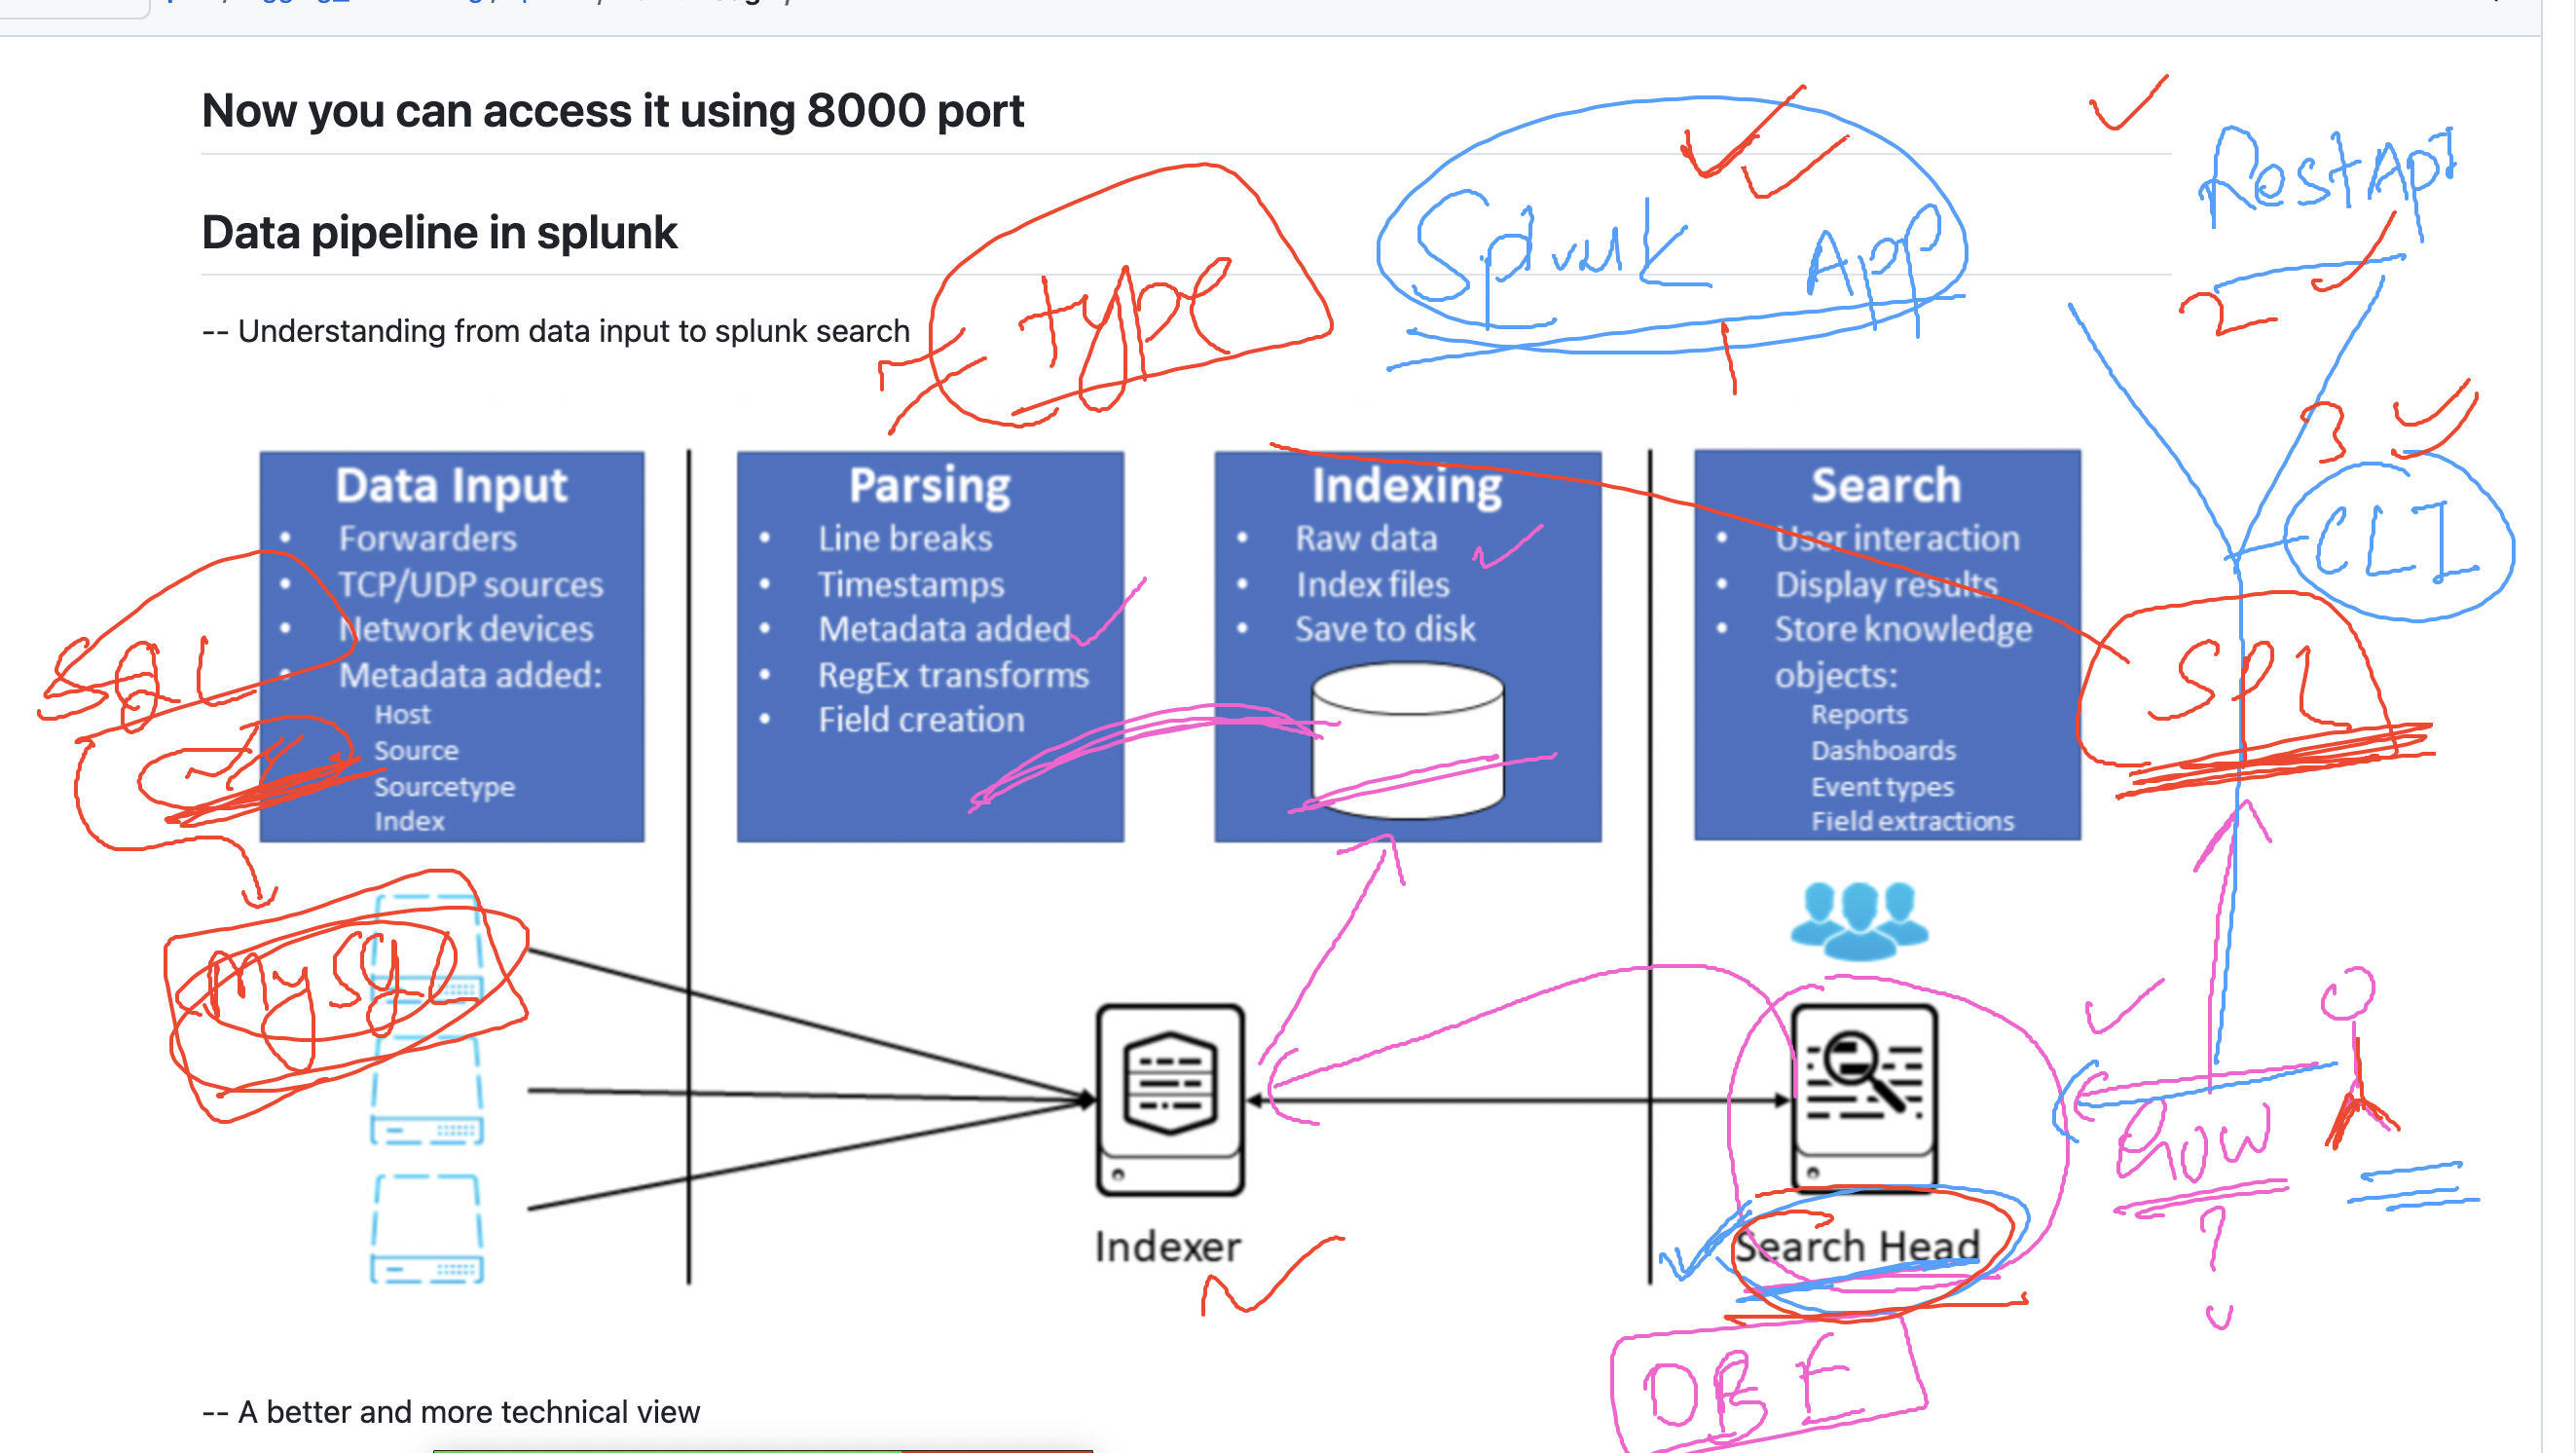 Now you can access it using 8000 port
Data pipeline in splunk
-- Understanding from data input to splunk search
type
Splunk App
RestApI
2
3
CLI
SPL
SQL
MySQL
Data Input
• Forwarders
• TCP/UDP sources
• Network devices
• Metadata added:
Host
Source
Sourcetype
Index
Parsing
• Line breaks
• Timestamps
• Metadata added
• RegEx transforms
• Field creation
Indexing
• Raw data
• Index files
• Save to disk
Search
• User interaction
• Display results
• Store knowledge
objects:
Reports
Dashboards
Event types
Field extractions
How
?
Indexer
Search Head
-- A better and more technical view